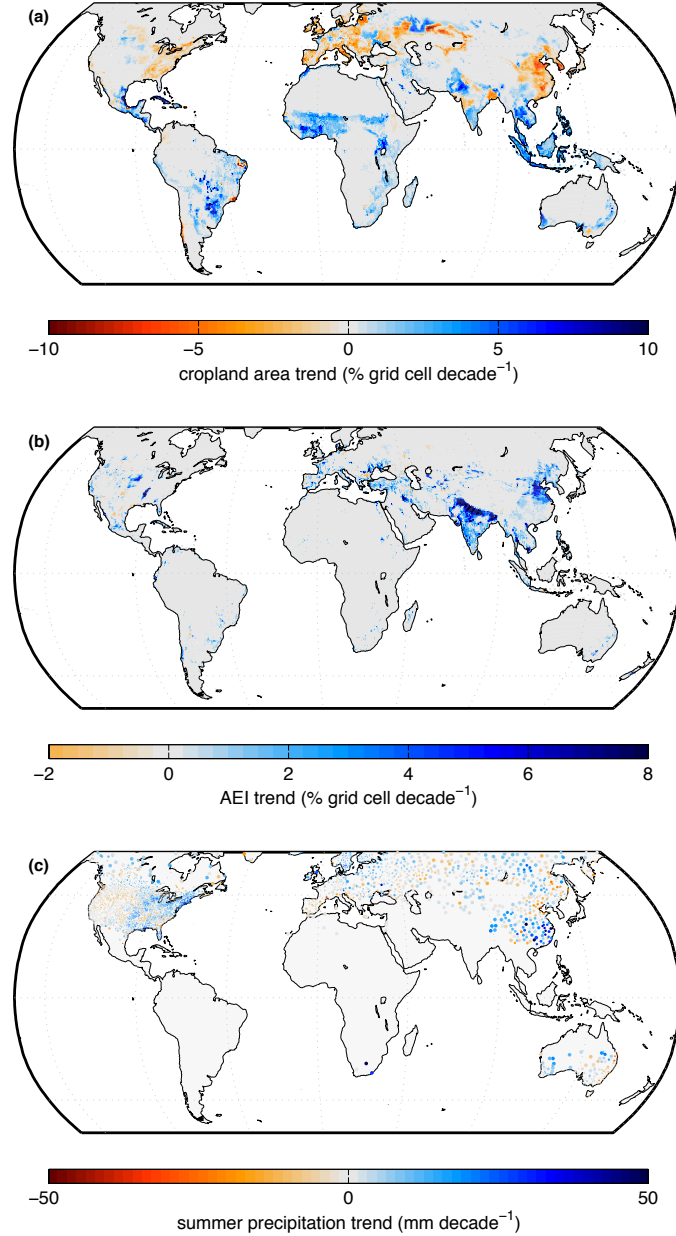 (a)
−10 −5 0 5 10
cropland area trend (% grid cell decade⁻¹)
(b)
−2 0 2 4 6 8
AEI trend (% grid cell decade⁻¹)
(c)
−50 0 50
summer precipitation trend (mm decade⁻¹)